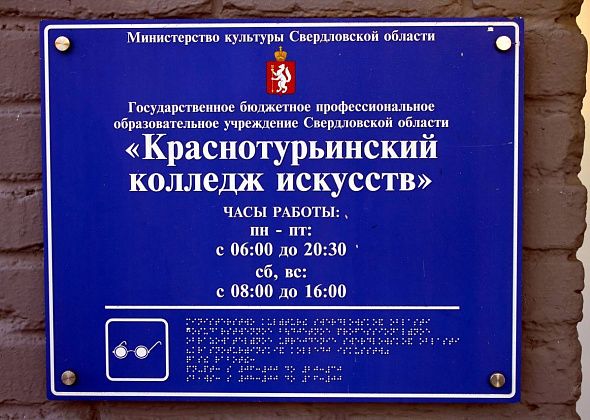 Министерство культуры Свердловской области
Государственное бюджетное профессиональное
образовательное учреждение Свердловской области
«Краснотурьинский
колледж искусств»
ЧАСЫ РАБОТЫ:
пн - пт:
с 06:00 до 20:30
сб, вс:
с 08:00 до 16:00